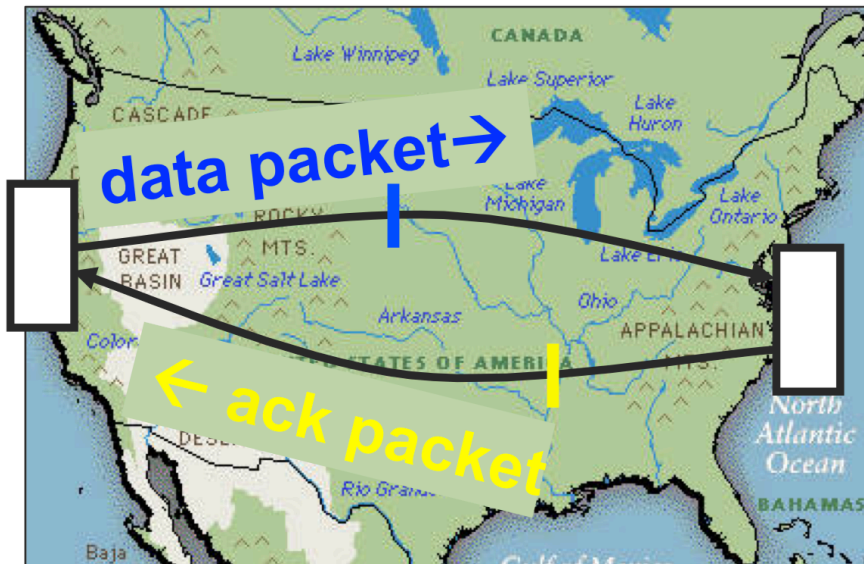 CANADA
Lake Winnipeg
Lake Superior
CASCADE
Lake
Huron
data packet→
Lake
Michigan
Lake
Ontario
ROCKY
MTS.
GREAT
BASIN
Great Salt Lake
Lake
Ohio
Arkansas
APPALACHIAN
MTS.
STATES OF AMERICA
← ack packet
North
Atlantic
Ocean
Rio Grande
BAHAMAS
Baja